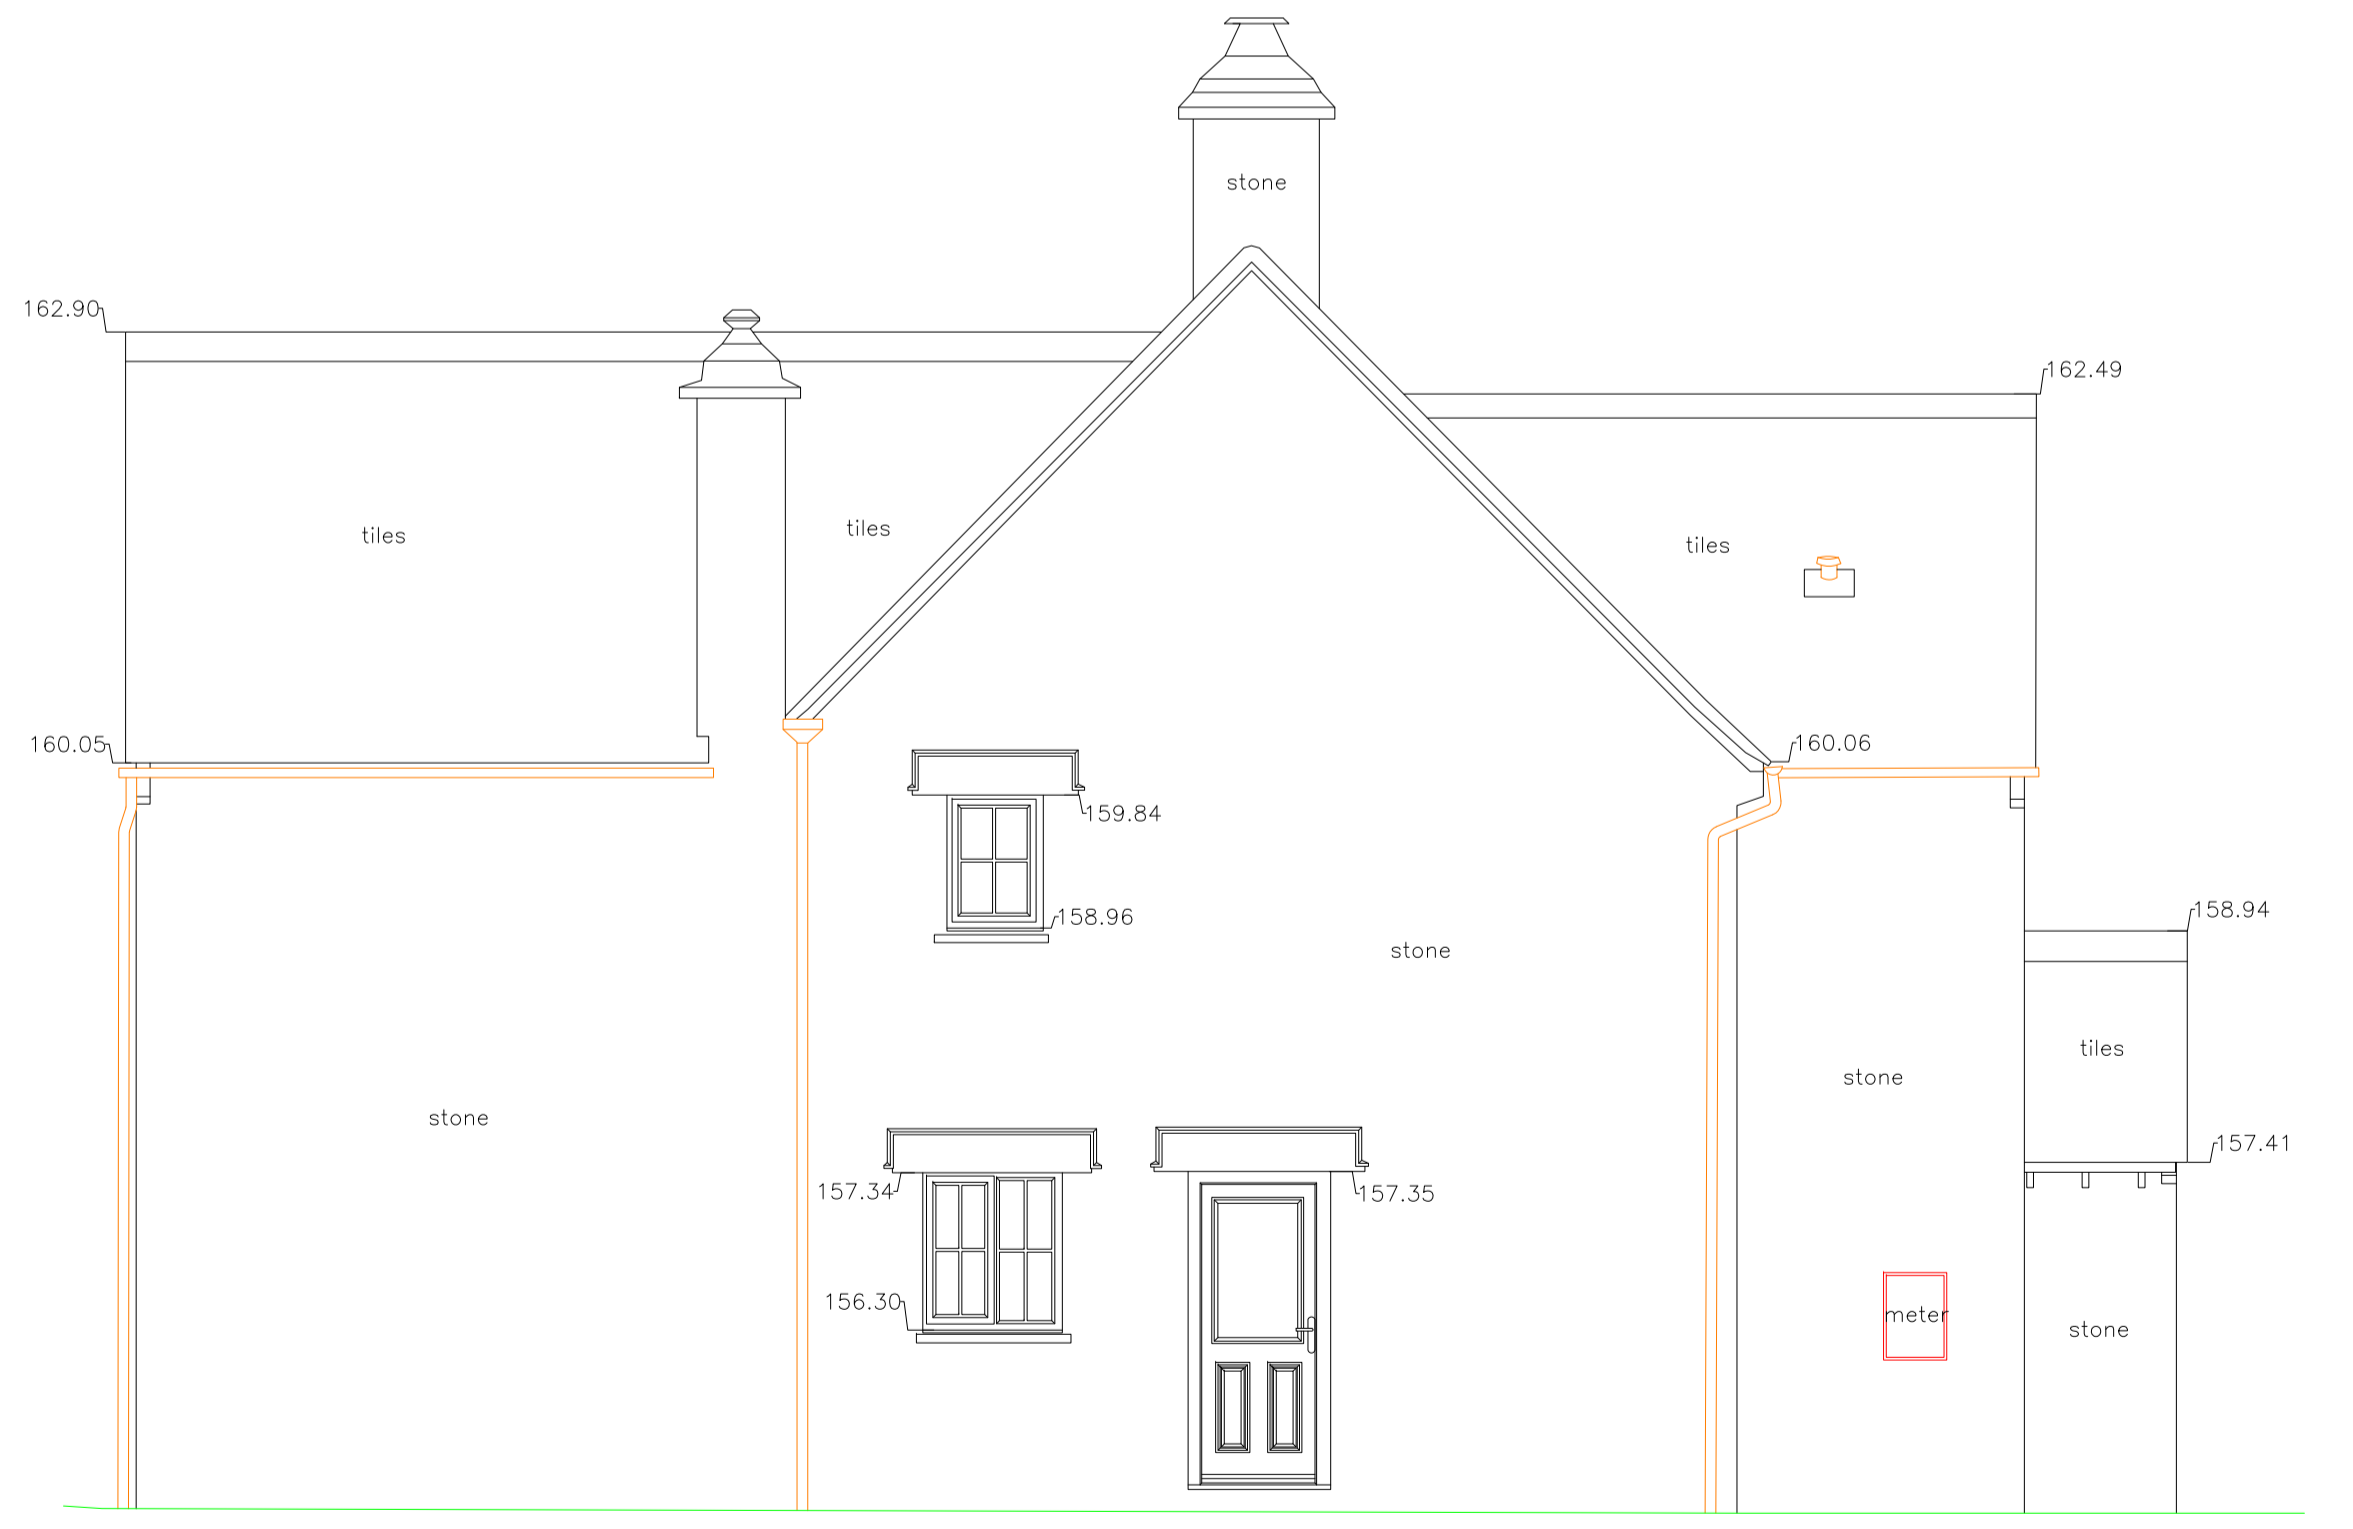 stone
162.90
162.49
tiles
tiles
tiles
160.05
160.06
159.84
158.96
158.94
stone
tiles
stone
stone
157.41
157.34
157.35
156.30
meter
stone